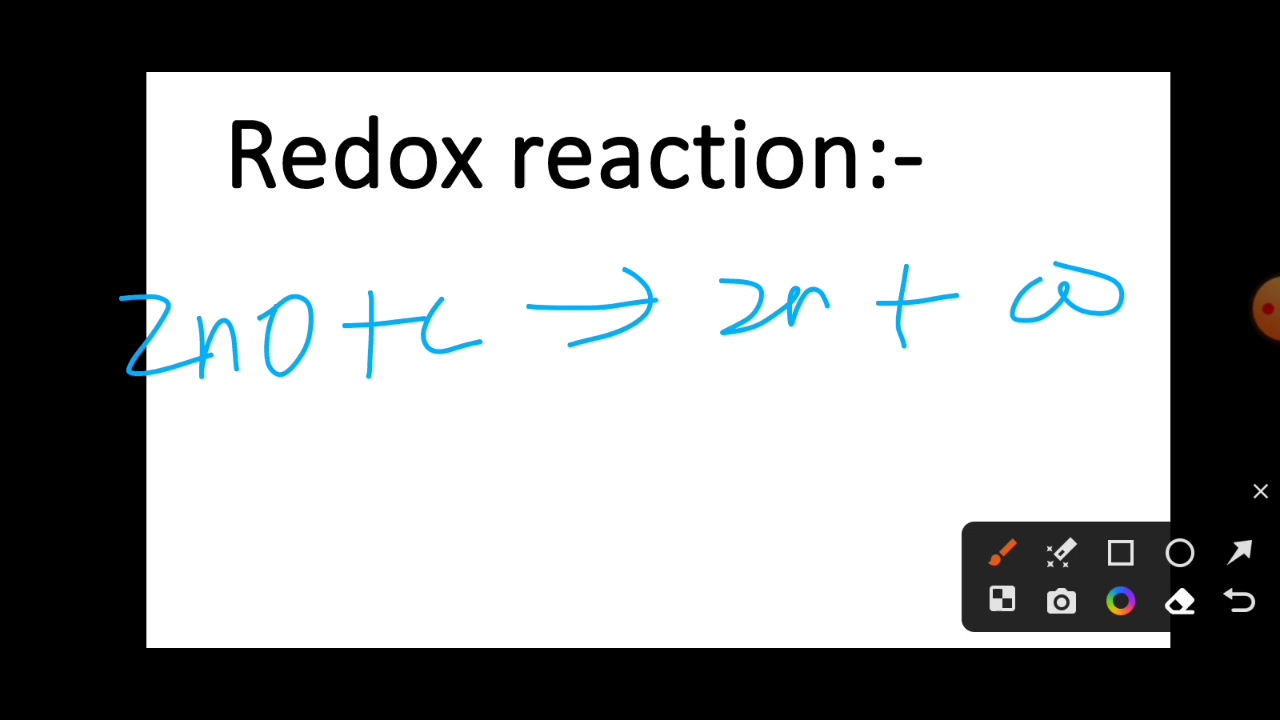 Redox reaction:-
ZnO + C → Zn + CO